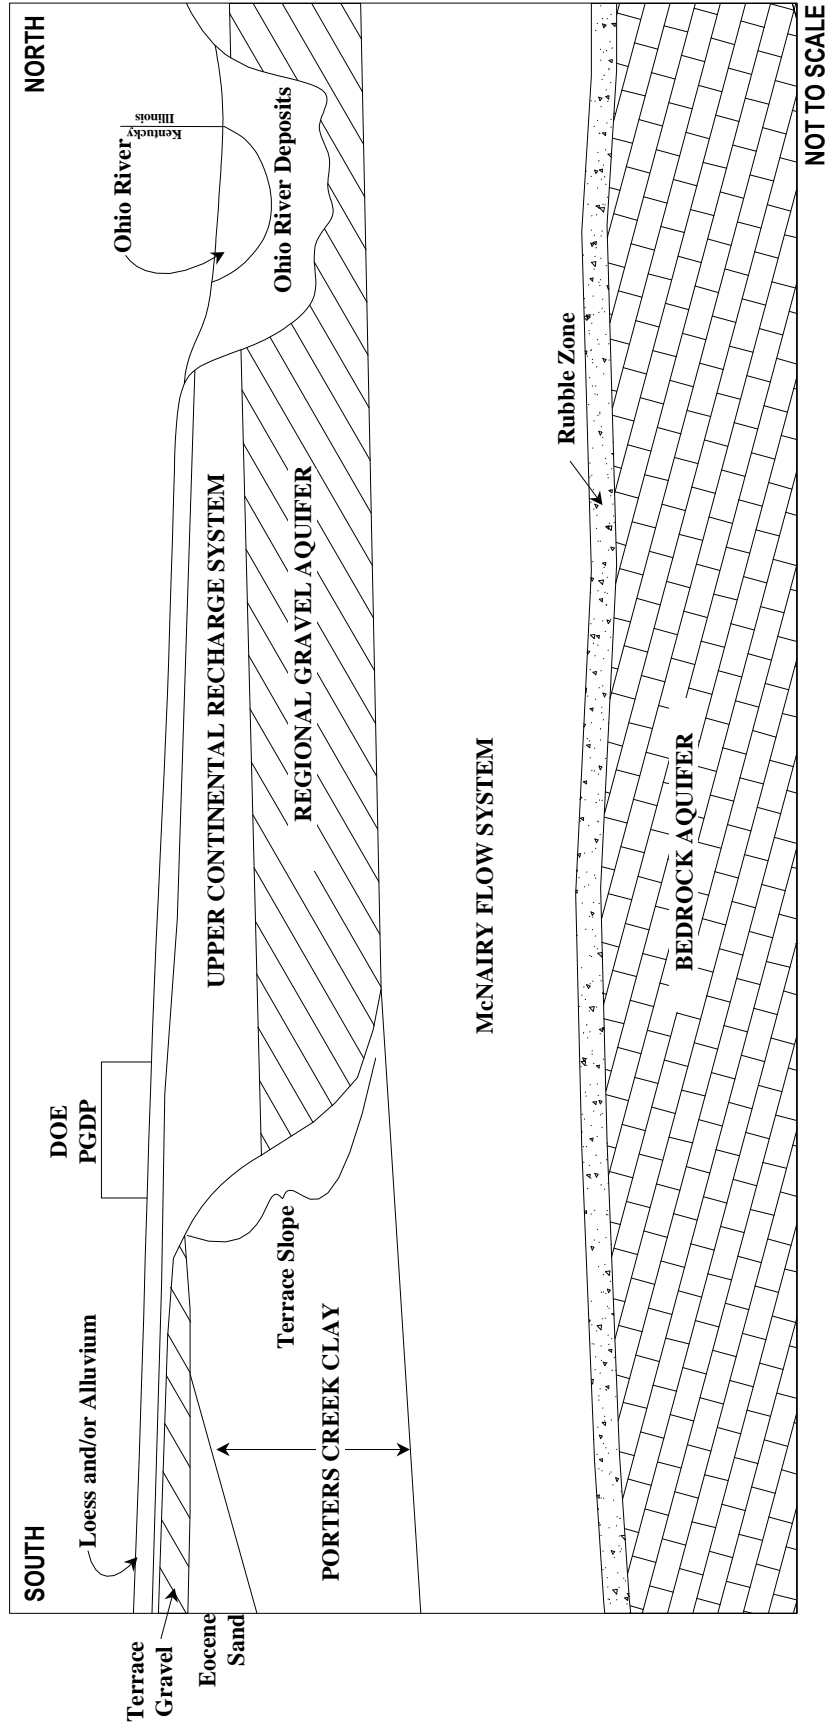 SOUTH
NORTH
DOE
PGDP
Ohio River
Kentucky
Illinois
Loess and/or Alluvium
Terrace
Gravel
Eocene
Sand
UPPER CONTINENTAL RECHARGE SYSTEM
Ohio River Deposits
Terrace Slope
REGIONAL GRAVEL AQUIFER
PORTERS CREEK CLAY
McNAIRY FLOW SYSTEM
Rubble Zone
BEDROCK AQUIFER
NOT TO SCALE